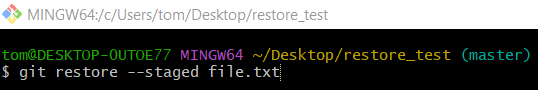 MINGW64:/c/Users/tom/Desktop/restore_test
tom@DESKTOP-OUTOE77 MINGW64 ~/Desktop/restore_test (master)
$ git restore --staged file.txt